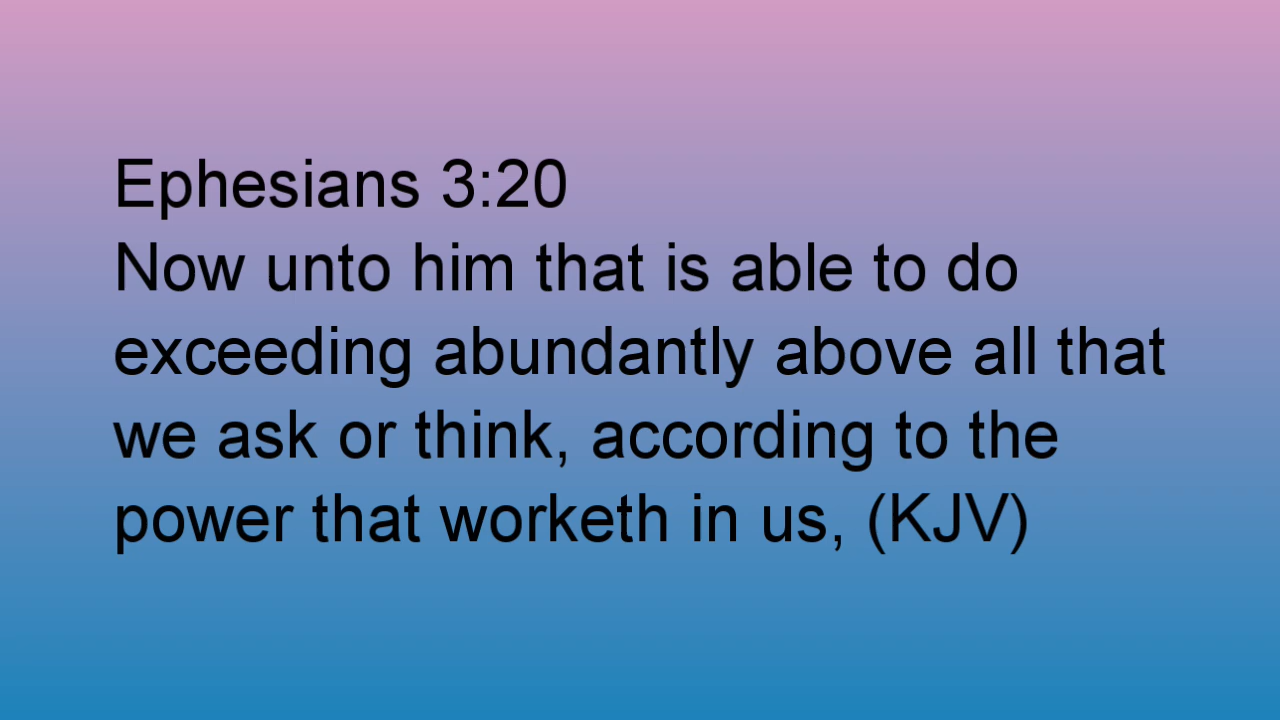 Ephesians 3:20
Now unto him that is able to do
exceeding abundantly above all that
we ask or think, according to the
power that worketh in us, (KJV)